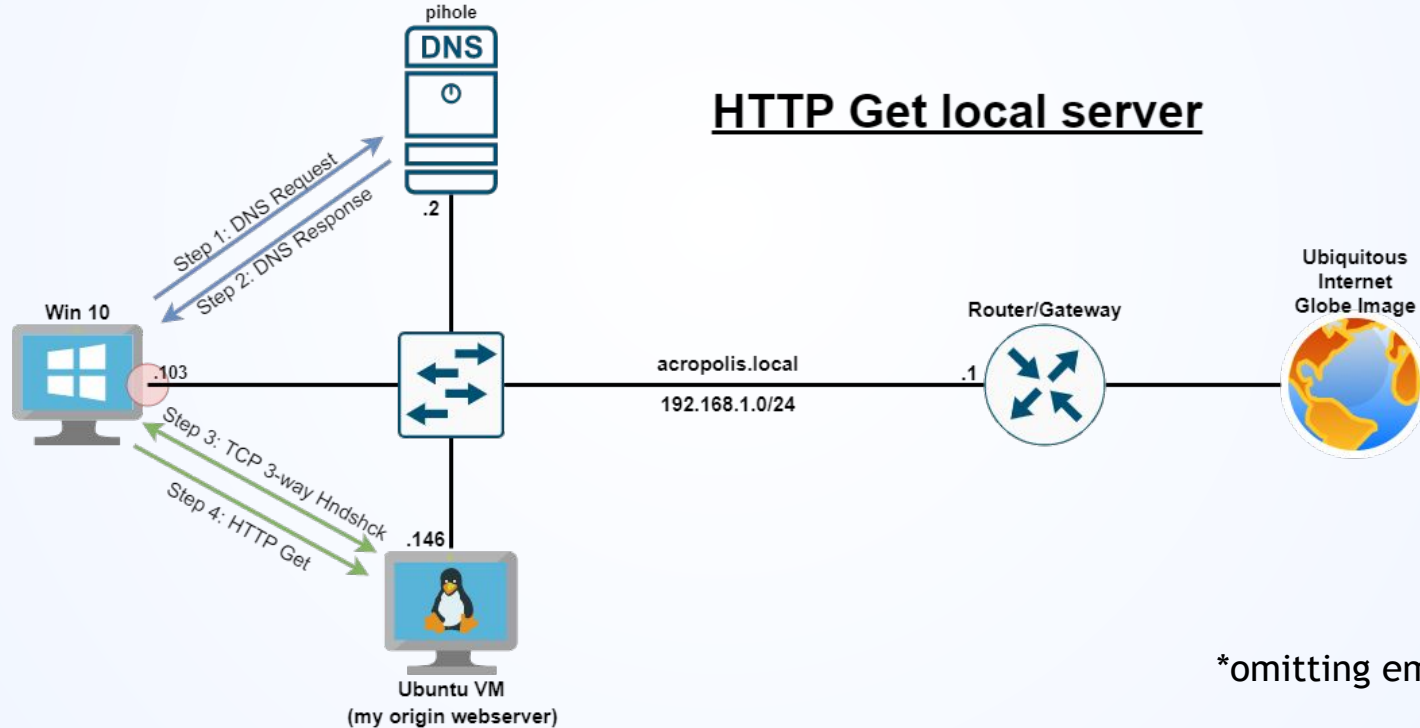 pihole
DNS
HTTP Get local server
Step 1: DNS Request
Step 2: DNS Response
.2
Ubiquitous
Internet
Globe Image
Win 10
Router/Gateway
.103
acropolis.local
.1
192.168.1.0/24
Step 3: TCP 3-way Hndshck
Step 4: HTTP Get
.146
*omitting em
Ubuntu VM
(my origin webserver)